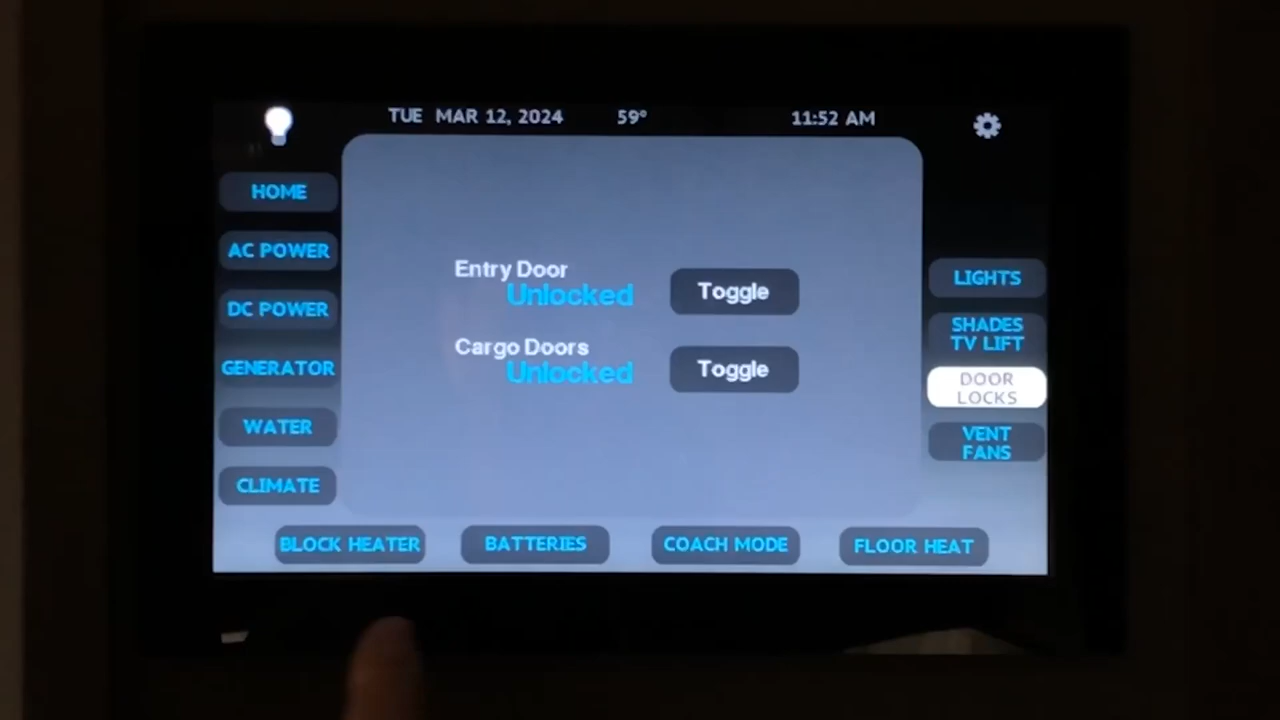 TUE MAR 12, 2024 59° 11:52 AM
HOME
AC POWER
DC POWER
GENERATOR
WATER
CLIMATE
Entry Door
Unlocked
Toggle
Cargo Doors
Unlocked
Toggle
LIGHTS
SHADES
TV LIFT
DOOR
LOCKS
VENT
FANS
BLOCK HEATER
BATTERIES
COACH MODE
FLOOR HEAT